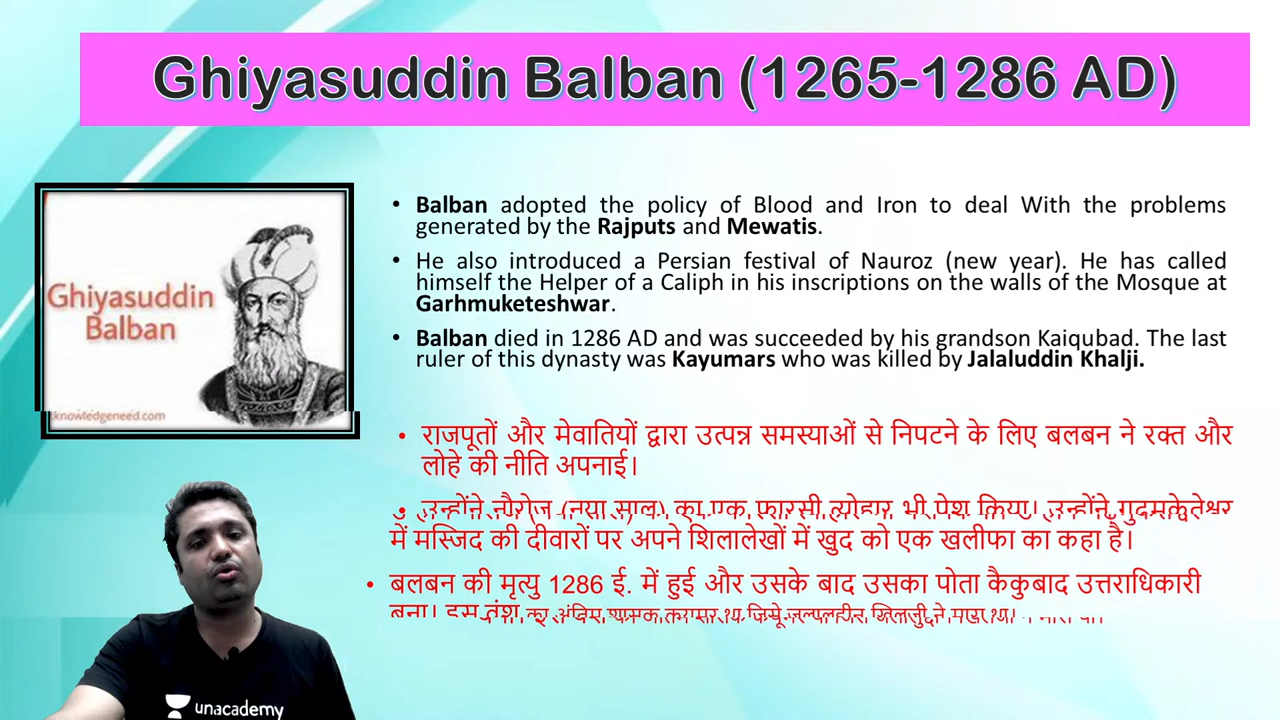 Ghiyasuddin Balban (1265-1286 AD)
Ghiyasuddin
Balban
knowledgeneed.com
• Balban adopted the policy of Blood and Iron to deal With the problems
generated by the Rajputs and Mewatis.
• He also introduced a Persian festival of Nauroz (new year). He has called
himself the Helper of a Caliph in his inscriptions on the walls of the Mosque at
Garhmuketeshwar.
• Balban died in 1286 AD and was succeeded by his grandson Kaiqubad. The last
ruler of this dynasty was Kayumars who was killed by Jalaluddin Khalji.
• राजपूतों और मेवातियों द्वारा उत्पन्न समस्याओं से निपटने के लिए बलबन ने रक्त और
लोहे की नीति अपनाई।
• उन्होंने नौरोज (नया साल) का एक फारसी त्योहार भी पेश किया। उन्होंने
में मस्जिद की दीवारों पर अपने शिलालेखों में खुद को एक खलीफा का कहा है।
• बलबन की मृत्यु 1286 ई. में हुई और उसके बाद उसका पोता कैकुबाद उत्तराधिकारी
unacademy